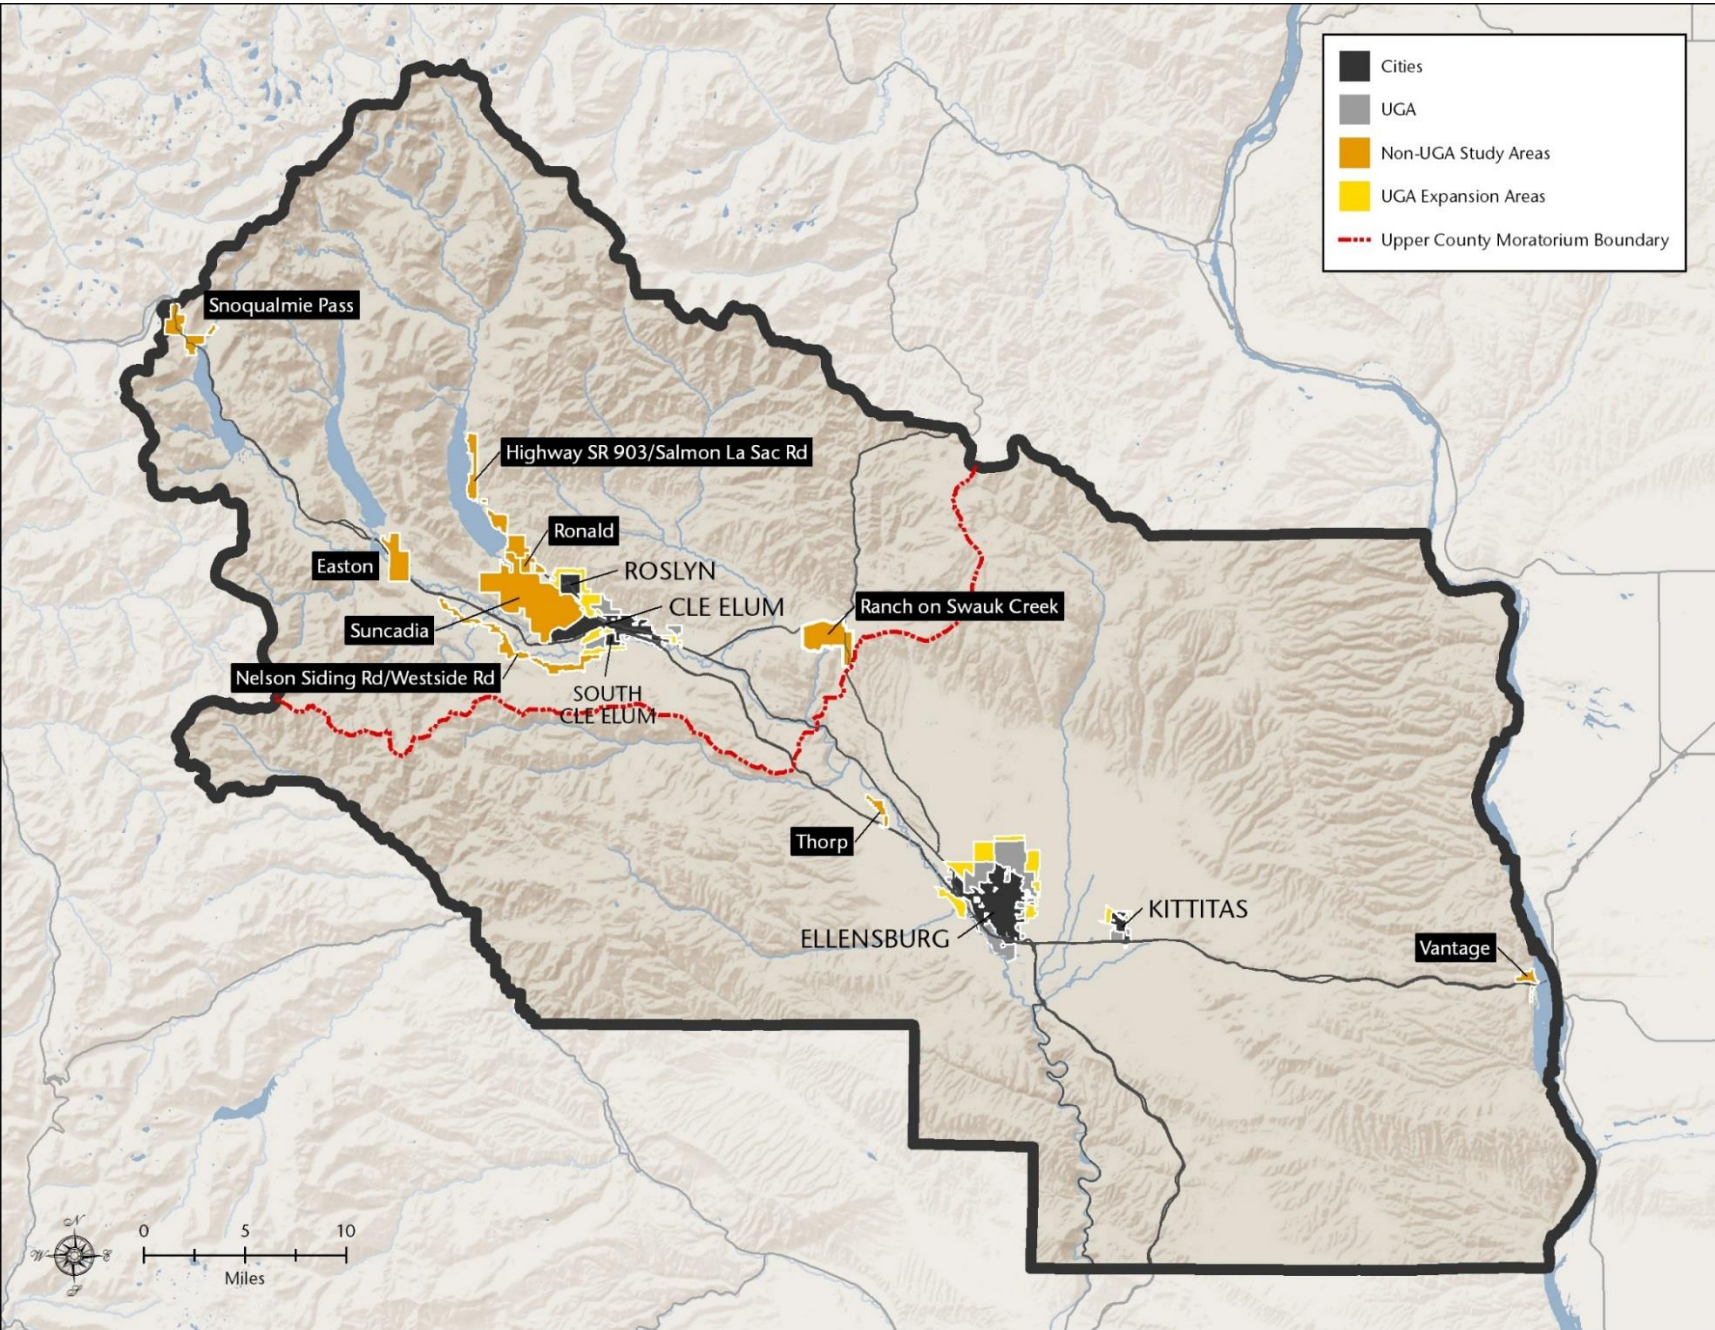 Cities
UGA
Non-UGA Study Areas
UGA Expansion Areas
Upper County Moratorium Boundary
Snoqualmie Pass
Highway SR 903/Salmon La Sac Rd
Ronald
Easton
ROSLYN
CLE ELUM
Ranch on Swauk Creek
Suncadia
Nelson Siding Rd/Westside Rd
SOUTH
CLE ELUM
Thorp
KITTITAS
ELLENSBURG
Vantage
N
W
E
S
0 5 10
Miles